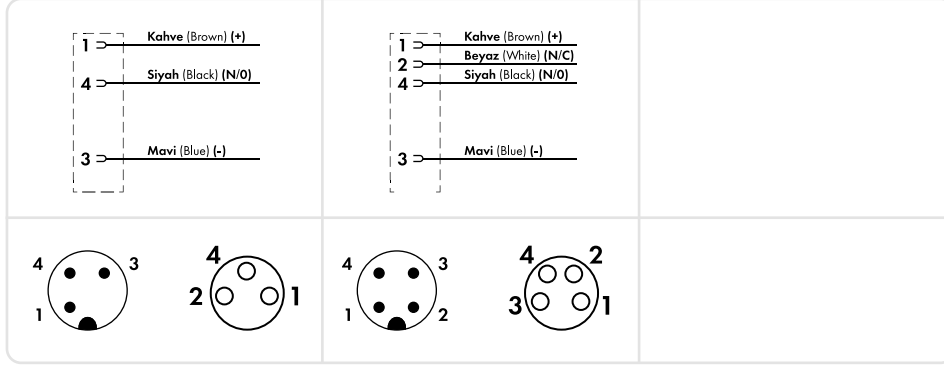 1 Kahve (Brown) (+)
4 Siyah (Black) (N/0)
3 Mavi (Blue) (-)
1 Kahve (Brown) (+)
2 Beyaz (White) (N/C)
4 Siyah (Black) (N/0)
3 Mavi (Blue) (-)
4 3
1
4
2 1
4 3
1 2
4 2
3 1